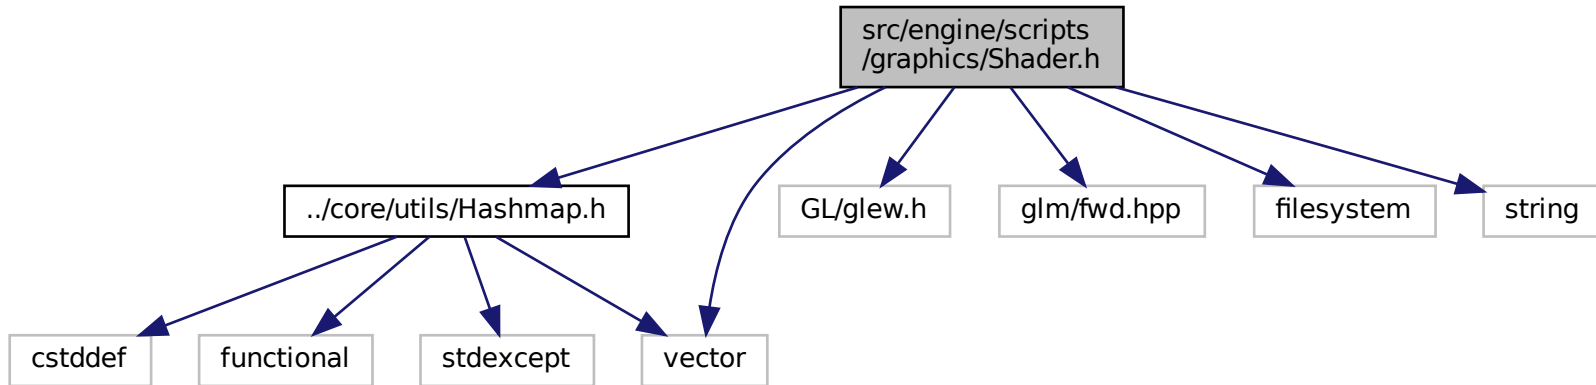 src/engine/scripts
/graphics/Shader.h
../core/utils/Hashmap.h
GL/glew.h
glm/fwd.hpp
filesystem
string
cstddef
functional
stdexcept
vector